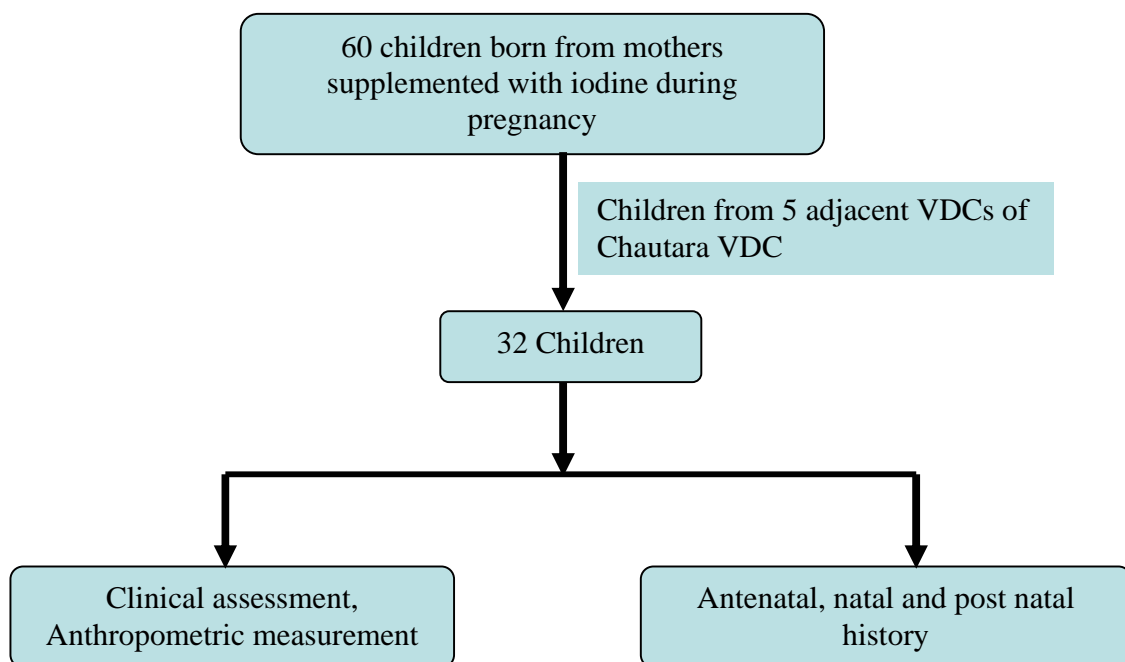 60 children born from mothers
supplemented with iodine during
pregnancy
Children from 5 adjacent VDCs of
Chautara VDC
32 Children
Clinical assessment,
Anthropometric measurement
Antenatal, natal and post natal
history